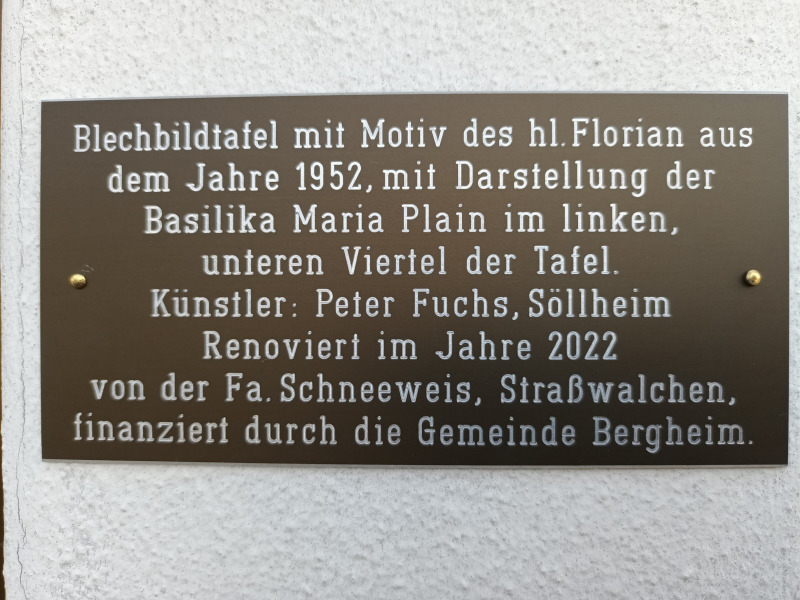 Blechbildtafel mit Motiv des hl. Florian aus
dem Jahre 1952, mit Darstellung der
Basilika Maria Plain im linken,
unteren Viertel der Tafel.
Künstler: Peter Fuchs, Söllheim
Renoviert im Jahre 2022
von der Fa. Schneeweis, Straßwalchen,
finanziert durch die Gemeinde Bergheim.